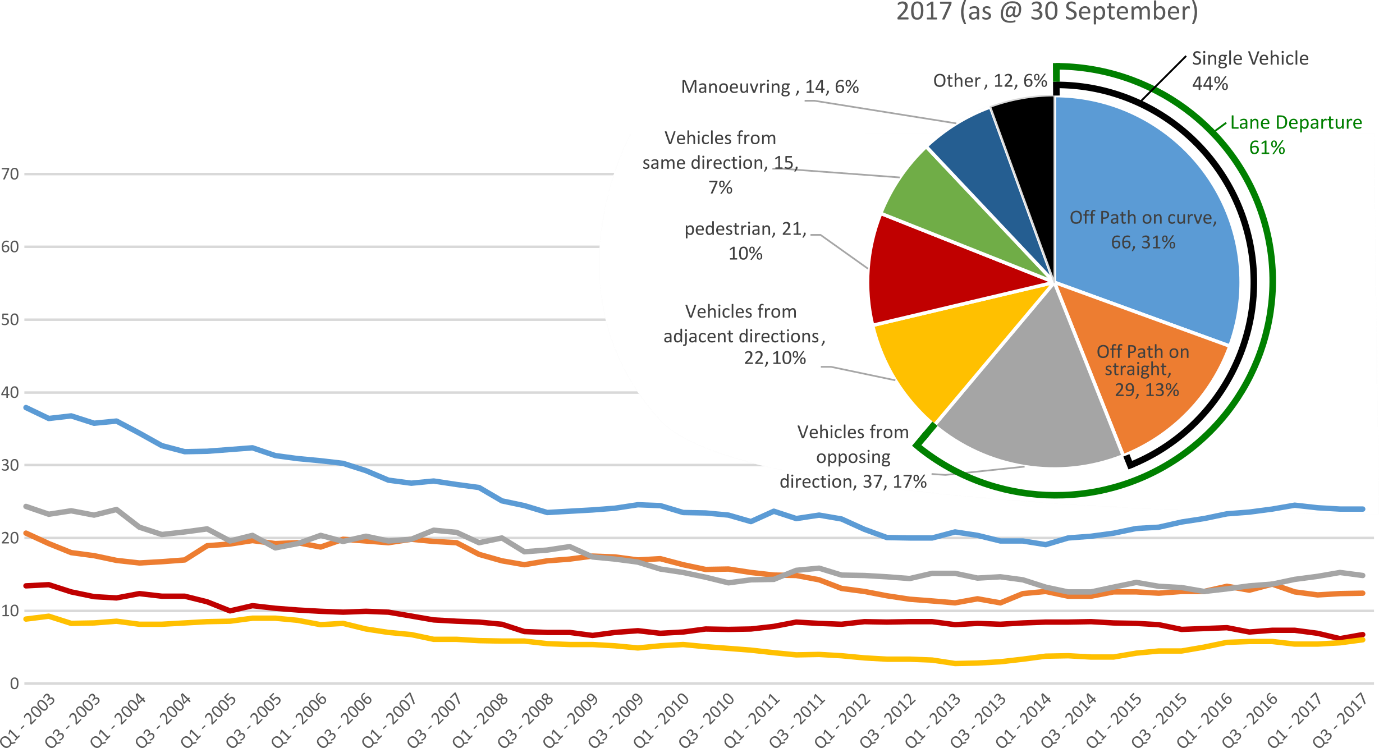 2017 (as @ 30 September)
Single Vehicle
44%
Lane Departure
61%
Other , 12, 6%
Manoeuvring , 14, 6%
Vehicles from
same direction, 15,
7%
pedestrian, 21,
10%
Vehicles from
adjacent directions,
22,10%
Vehicles from
opposing
direction, 37, 17%
Off Path on curve,
66, 31%
Off Path on
straight,
29, 13%
70
60
50
40
30
20
10
0
Q1 - 2003
Q3 - 2003
Q1 - 2004
Q3 - 2004
Q1 - 2005
Q3 - 2005
Q1 - 2006
Q3 - 2006
Q1 - 2007
Q3 - 2007
Q1 - 2008
Q3 - 2008
Q1 - 2009
Q3 - 2009
Q1 - 2010
Q3 - 2010
Q1 - 2011
Q3 - 2011
Q1 - 2012
Q3 - 2012
Q1 - 2013
Q3 - 2013
Q1 - 2014
Q3 - 2014
Q1 - 2015
Q3 - 2015
Q1 - 2016
Q3 - 2016
Q1 - 2017
Q3 - 2017